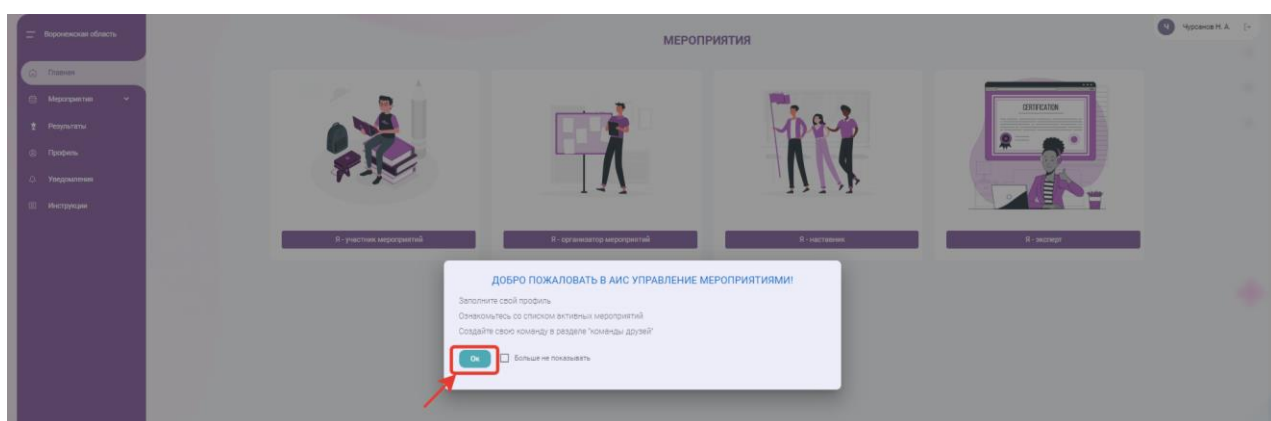 Воронежская область
Ч Чурсанов Н. А.
МЕРОПРИЯТИЯ
Главная
Мероприятия
Результаты
Профиль
Уведомления
Инструкции
CERTIFICATION
Я - участник мероприятий
Я - организатор мероприятий
Я - наставник
Я - эксперт
ДОБРО ПОЖАЛОВАТЬ В АИС УПРАВЛЕНИЕ МЕРОПРИЯТИЯМИ!
Заполните свой профиль
Ознакомьтесь со списком активных мероприятий
Создайте свою команду в разделе "команды друзей"
Ок Больше не показывать